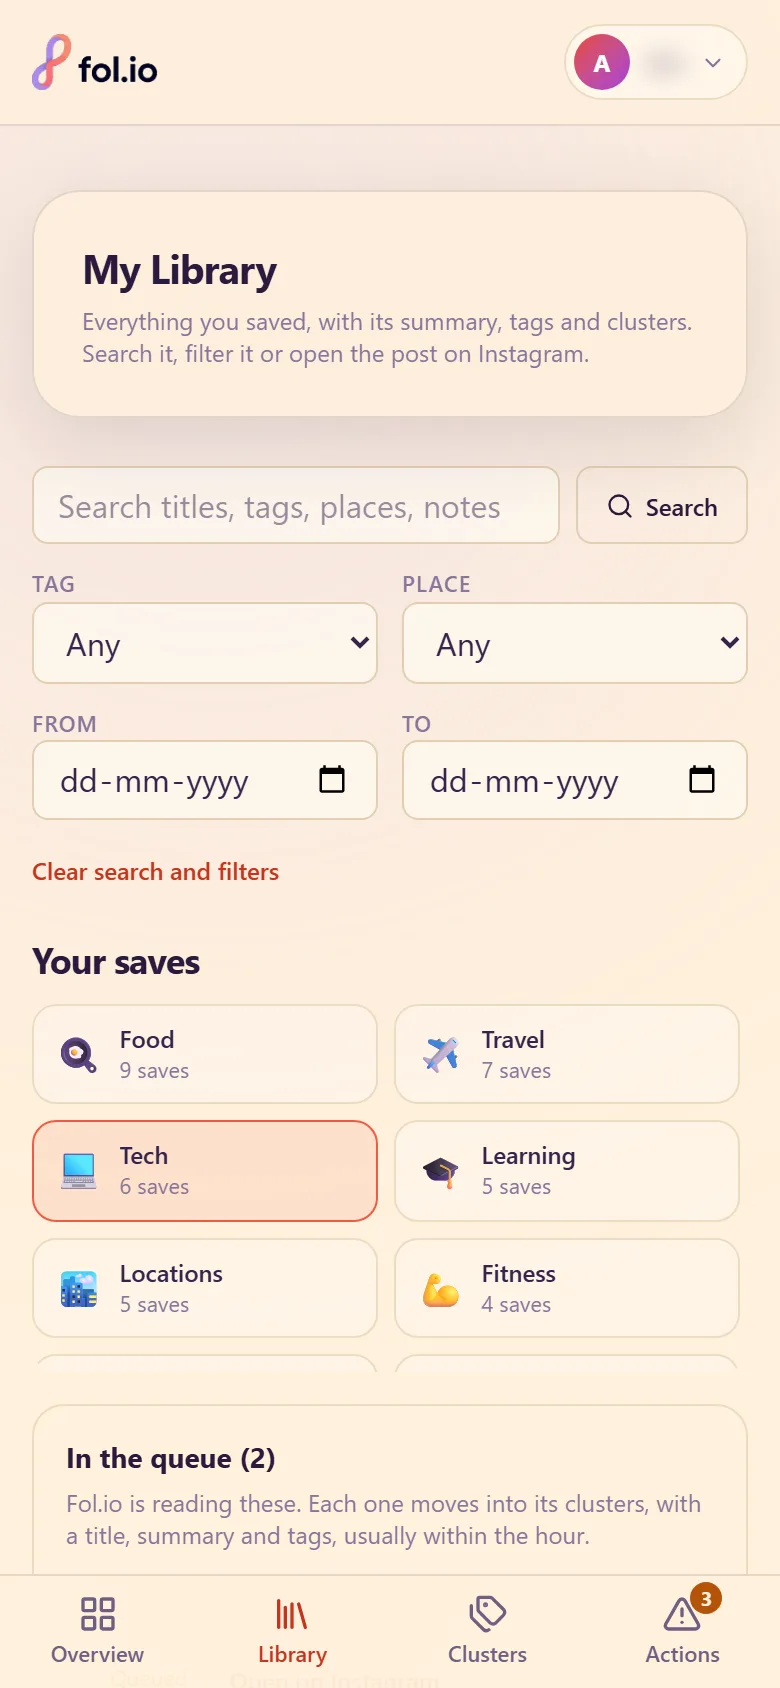 fol.io
A
My Library
Everything you saved, with its summary, tags and clusters.
Search it, filter it or open the post on Instagram.
Search titles, tags, places, notes
Search
TAG
PLACE
Any
Any
FROM
TO
dd-mm-yyyy
dd-mm-yyyy
Clear search and filters
Your saves
Food
9 saves
Travel
7 saves
Tech
6 saves
Learning
5 saves
Locations
5 saves
Fitness
4 saves
In the queue (2)
Fol.io is reading these. Each one moves into its clusters, with
a title, summary and tags, usually within the hour.
3
Overview
Library
Clusters
Actions
Queued
Open on Instagram